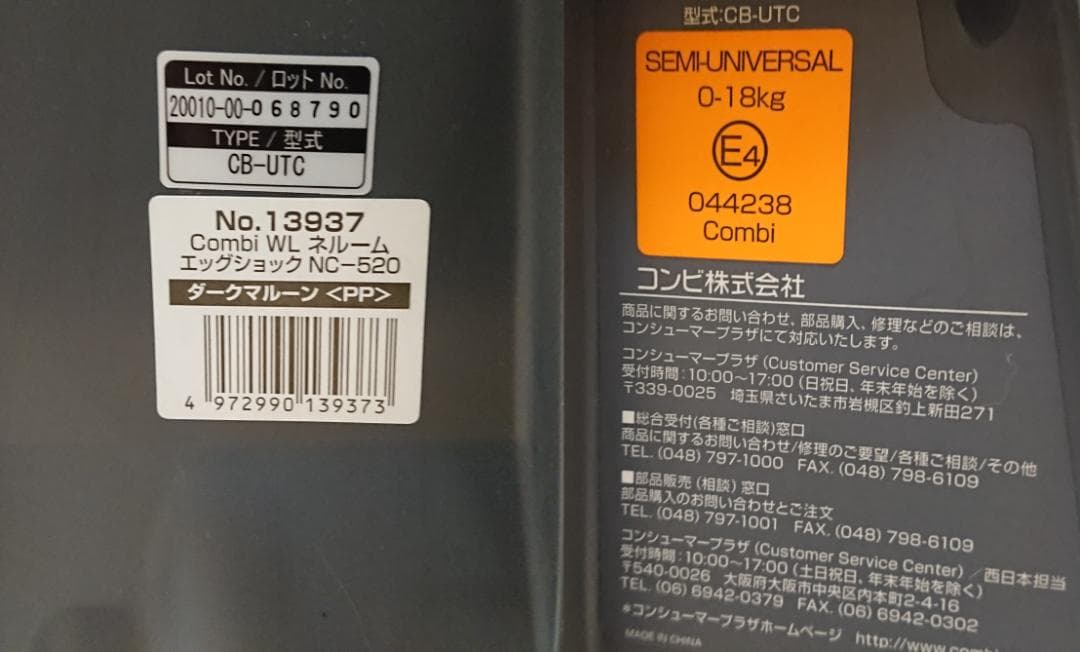 Lot No. / ロット No.
20010-00-068790
TYPE / 型式
CB-UTC
No.13937
Combi WL ネルーム
エッグショック NC-520
ダークマルーン <PP>
4 972990 139373
型式:CB-UTC
SEMI-UNIVERSAL
0-18kg
E4
044238
Combi
コンビ株式会社
商品に関するお問い合わせ、部品購入、修理などのご相談は、
コンシューマープラザにて対応いたします。
コンシューマープラザ (Customer Service Center)
受付時間:10:00〜17:00 (日祝日、年末年始を除く)
〒339-0025 埼玉県さいたま市岩槻区釣上新田271
■総合受付(各種ご相談)窓口
商品に関するお問い合わせ/修理のご要望/各種ご相談/その他
TEL. (048) 797-1000 FAX. (048) 798-6109
■部品販売 (相談) 窓口
部品購入のお問い合わせとご注文
TEL. (048) 797-1001 FAX. (048) 798-6109
コンシューマープラザ (Customer Service Center) / 西日本担当
受付時間:10:00〜17:00 (土日祝日、年末年始を除く)
〒540-0026 大阪府大阪市中央区内本町2-4-16
TEL. (06) 6942-0379 FAX. (06) 6942-0302
*コンシューマープラザホームページ http://www.combi
MADE IN CHINA